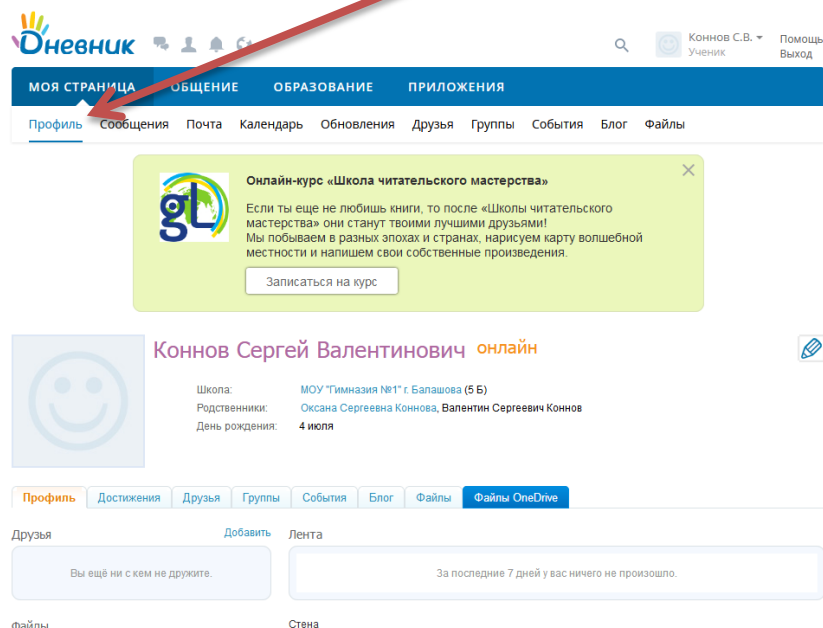 Дневник
Коннов С.В.
Ученик
Помощь
Выход
МОЯ СТРАНИЦА ОБЩЕНИЕ ОБРАЗОВАНИЕ ПРИЛОЖЕНИЯ
Профиль Сообщения Почта Календарь Обновления Друзья Группы События Блог Файлы
gL
Онлайн-курс «Школа читательского мастерства»
Если ты еще не любишь книги, то после «Школы читательского
мастерства» они станут твоими лучшими друзьями!
Мы побываем в разных эпохах и странах, нарисуем карту волшебной
местности и напишем свои собственные произведения.
Записаться на курс
Коннов Сергей Валентинович онлайн
Школа: МОУ "Гимназия №1" г. Балашова (5 Б)
Родственники: Оксана Сергеевна Коннова, Валентин Сергеевич Коннов
День рождения: 4 июля
Профиль Достижения Друзья Группы События Блог Файлы Файлы OneDrive
Друзья Добавить Лента
Вы ещё ни с кем не дружите. За последние 7 дней у вас ничего не произошло.
Файлы Стена